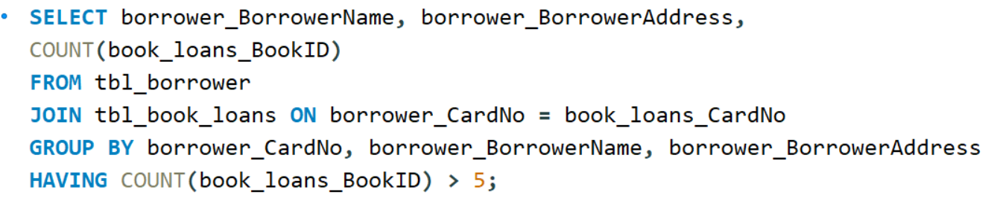 • SELECT borrower_BorrowerName, borrower_BorrowerAddress,
COUNT(book_loans_BookID)
FROM tbl_borrower
JOIN tbl_book_loans ON borrower_CardNo = book_loans_CardNo
GROUP BY borrower_CardNo, borrower_BorrowerName, borrower_BorrowerAddress
HAVING COUNT(book_loans_BookID) > 5;